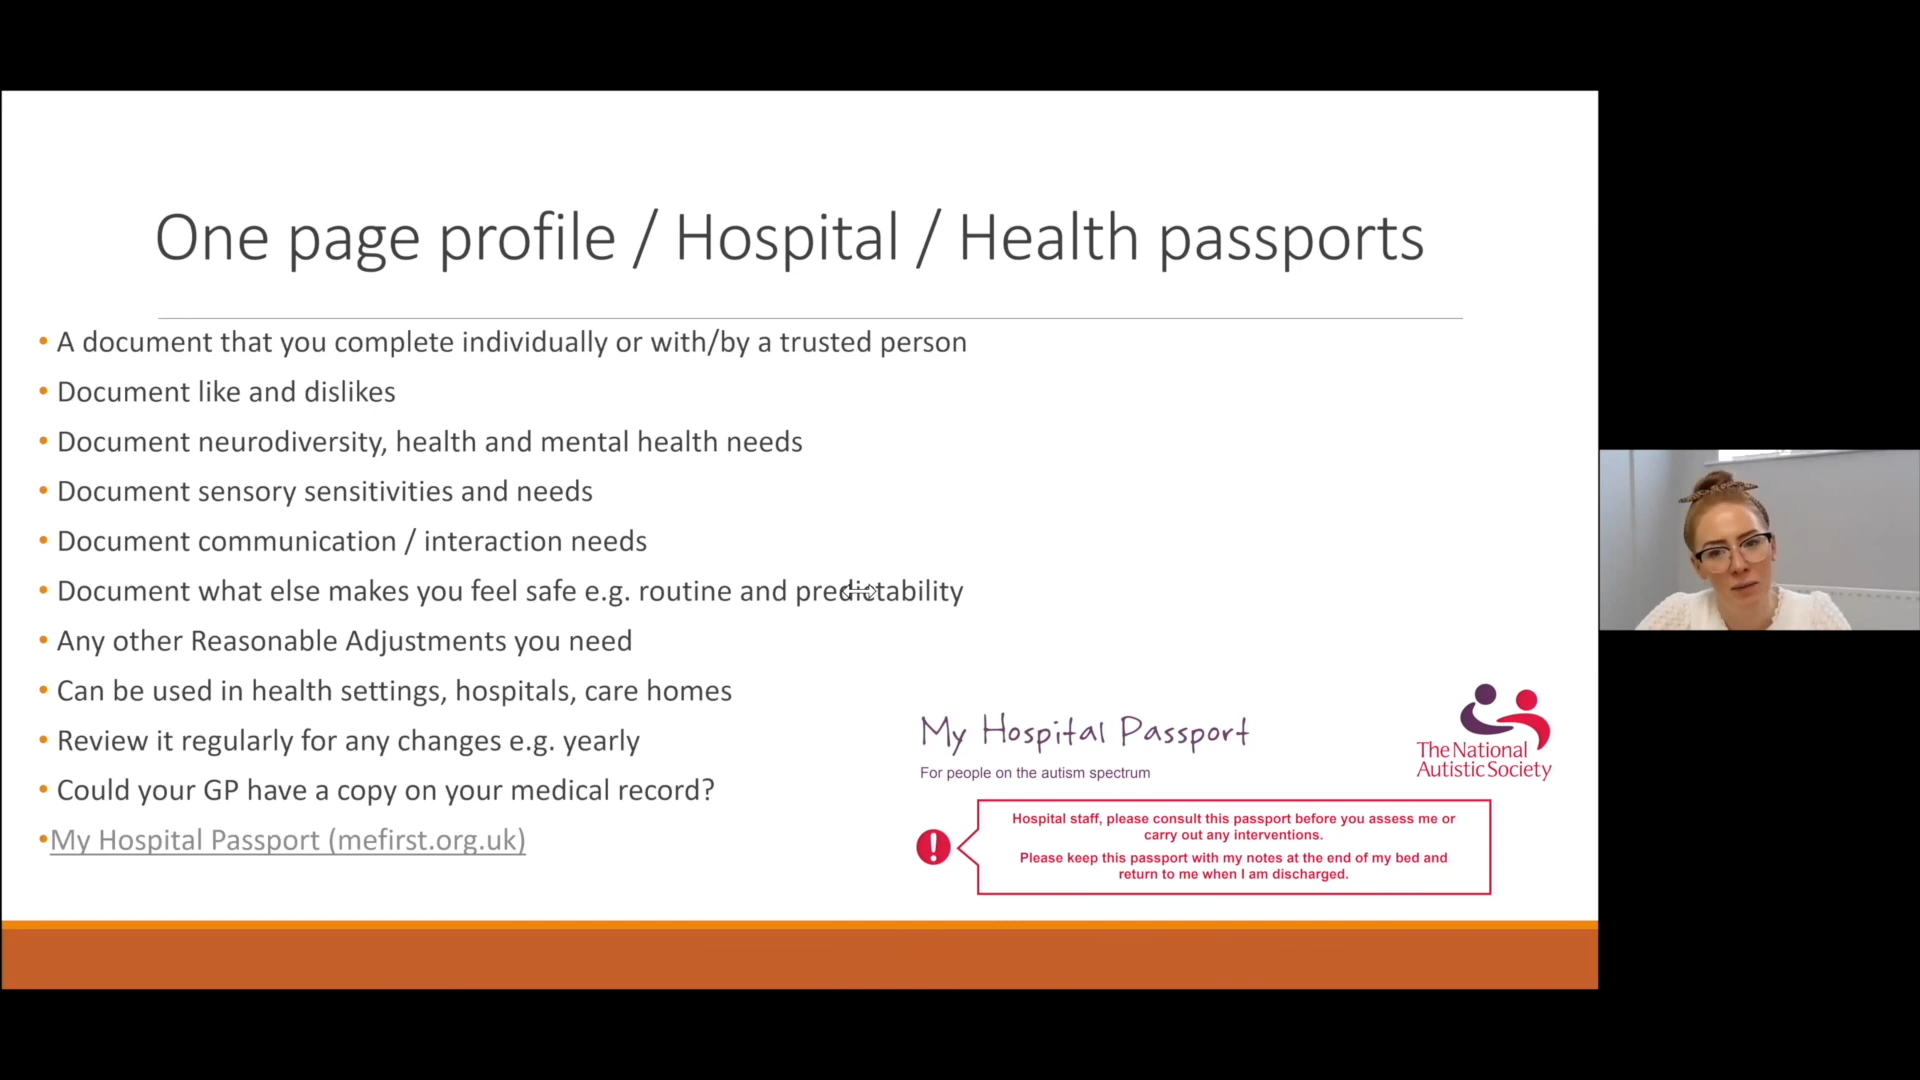 One page profile / Hospital / Health passports
• A document that you complete individually or with/by a trusted person
• Document like and dislikes
• Document neurodiversity, health and mental health needs
• Document sensory sensitivities and needs
• Document communication / interaction needs
• Document what else makes you feel safe e.g. routine and predictability
• Any other Reasonable Adjustments you need
• Can be used in health settings, hospitals, care homes
• Review it regularly for any changes e.g. yearly
• Could your GP have a copy on your medical record?
•My Hospital Passport (mefirst.org.uk)
My Hospital Passport
For people on the autism spectrum
The National
Autistic Society
Hospital staff, please consult this passport before you assess me or
carry out any interventions.
Please keep this passport with my notes at the end of my bed and
return to me when I am discharged.